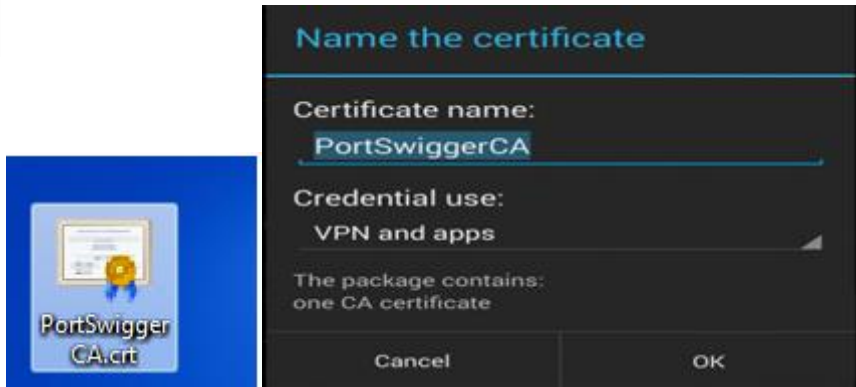 PortSwigger
CA.crt
Name the certificate
Certificate name:
PortSwiggerCA
Credential use:
VPN and apps
The package contains:
one CA certificate
Cancel
OK